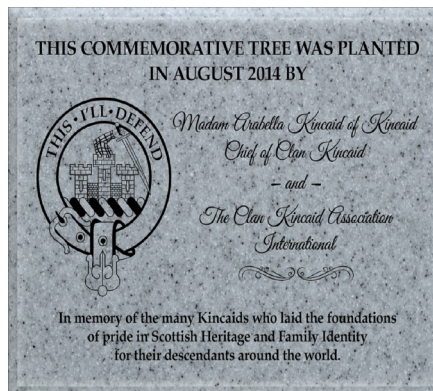 THIS COMMEMORATIVE TREE WAS PLANTED
IN AUGUST 2014 BY
THIS · I'LL · DEFEND
Madam Arabella Kincaid of Kincaid
Chief of Clan Kincaid
– and –
The Clan Kincaid Association
International
In memory of the many Kincaids who laid the foundations
of pride in Scottish Heritage and Family Identity
for their descendants around the world.